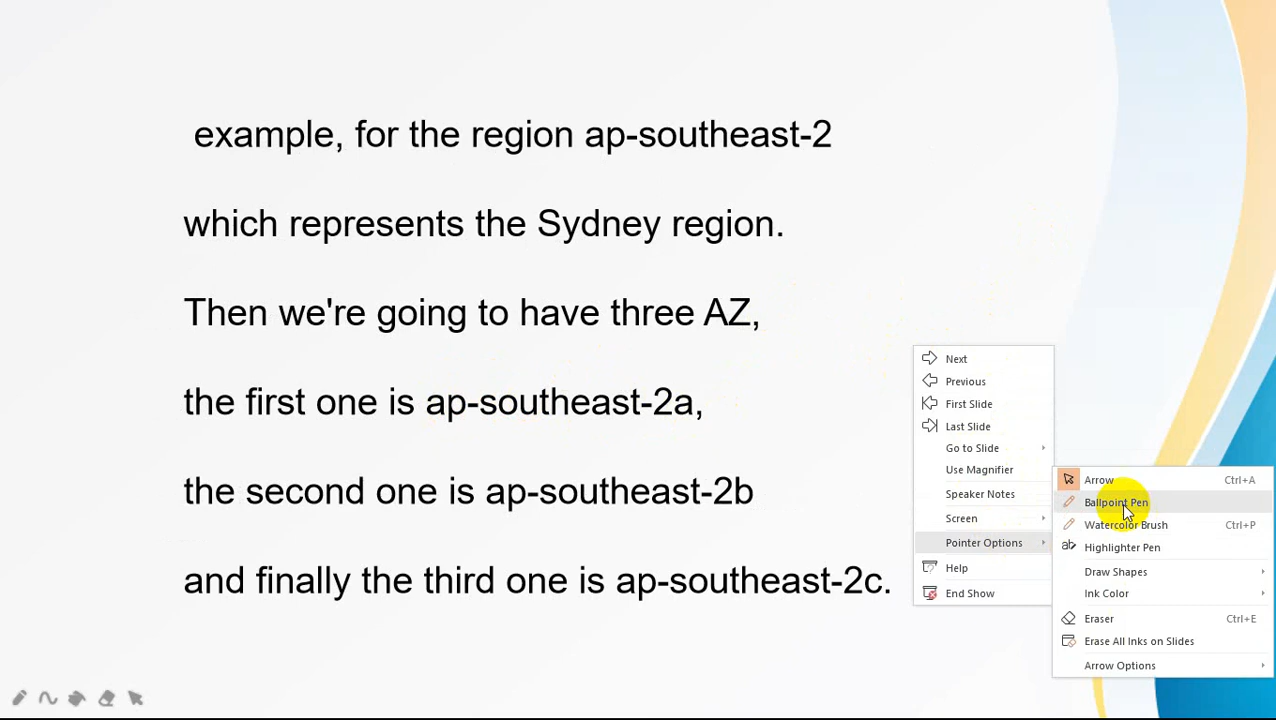 example, for the region ap-southeast-2
which represents the Sydney region.
Then we're going to have three AZ,
the first one is ap-southeast-2a,
the second one is ap-southeast-2b
and finally the third one is ap-southeast-2c.
Next
Previous
First Slide
Last Slide
Go to Slide
Use Magnifier
Speaker Notes
Screen
Pointer Options
Help
End Show
Arrow Ctrl+A
Ballpoint Pen
Watercolor Brush Ctrl+P
Highlighter Pen
Draw Shapes
Ink Color
Eraser Ctrl+E
Erase All Inks on Slides
Arrow Options